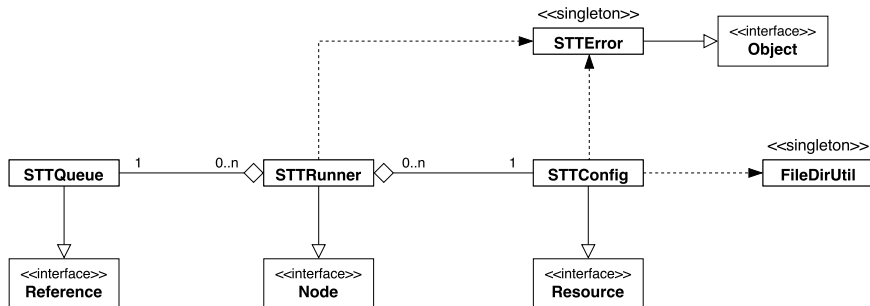 <<singleton>>
STTError
<<interface>>
Object
<<singleton>>
STTQueue
1
0..n
STTRunner
0..n
1
STTConfig
FileDirUtil
<<interface>>
Reference
<<interface>>
Node
<<interface>>
Resource